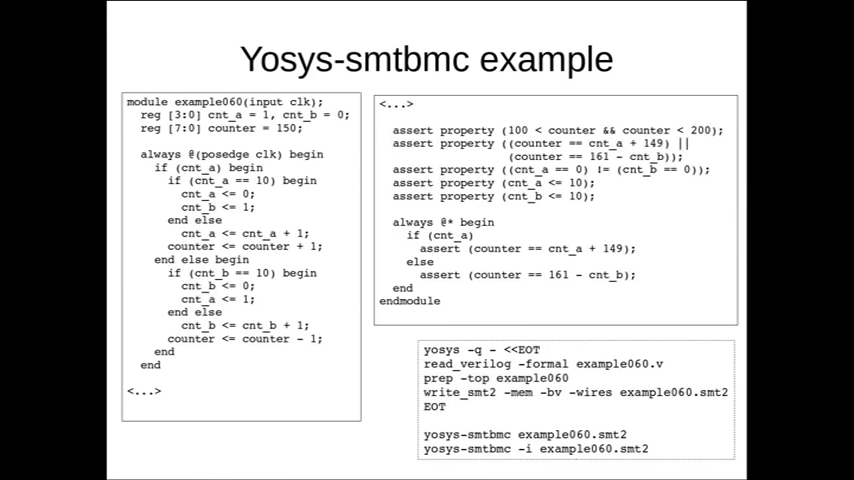 Yosys-smtbmc example
module example060(input clk);
reg [3:0] cnt_a = 1, cnt_b = 0;
reg [7:0] counter = 150;
always @(posedge clk) begin
if (cnt_a) begin
if (cnt_a == 10) begin
cnt_a <= 0;
cnt_b <= 1;
end else
cnt_a <= cnt_a + 1;
counter <= counter + 1;
end else begin
if (cnt_b == 10) begin
cnt_b <= 0;
cnt_a <= 1;
end else
cnt_b <= cnt_b + 1;
counter <= counter - 1;
end
end
<...>
<...>
assert property (100 < counter && counter < 200);
assert property ((counter == cnt_a + 149) ||
(counter == 161 - cnt_b));
assert property ((cnt_a == 0) != (cnt_b == 0));
assert property (cnt_a <= 10);
assert property (cnt_b <= 10);
always @* begin
if (cnt_a)
assert (counter == cnt_a + 149);
else
assert (counter == 161 - cnt_b);
end
endmodule
yosys -q - <<EOT
read_verilog -formal example060.v
prep -top example060
write_smt2 -mem -bv -wires example060.smt2
EOT
yosys-smtbmc example060.smt2
yosys-smtbmc -i example060.smt2